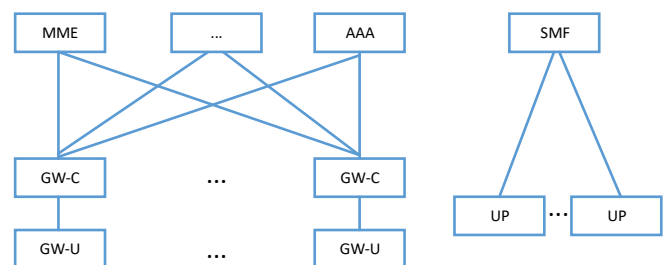 MME ... AAA SMF
GW-C ... GW-C
UP ... UP
GW-U ... GW-U